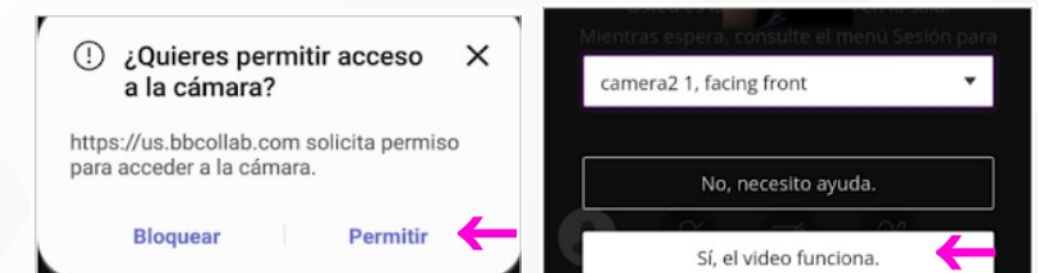 ¿Quieres permitir acceso
a la cámara?
https://us.bbcollab.com solicita permiso
para acceder a la cámara.
Bloquear
Permitir
Mientras espera, consulte el menú Sesión para
camera2 1, facing front
No, necesito ayuda.
Sí, el video funciona.